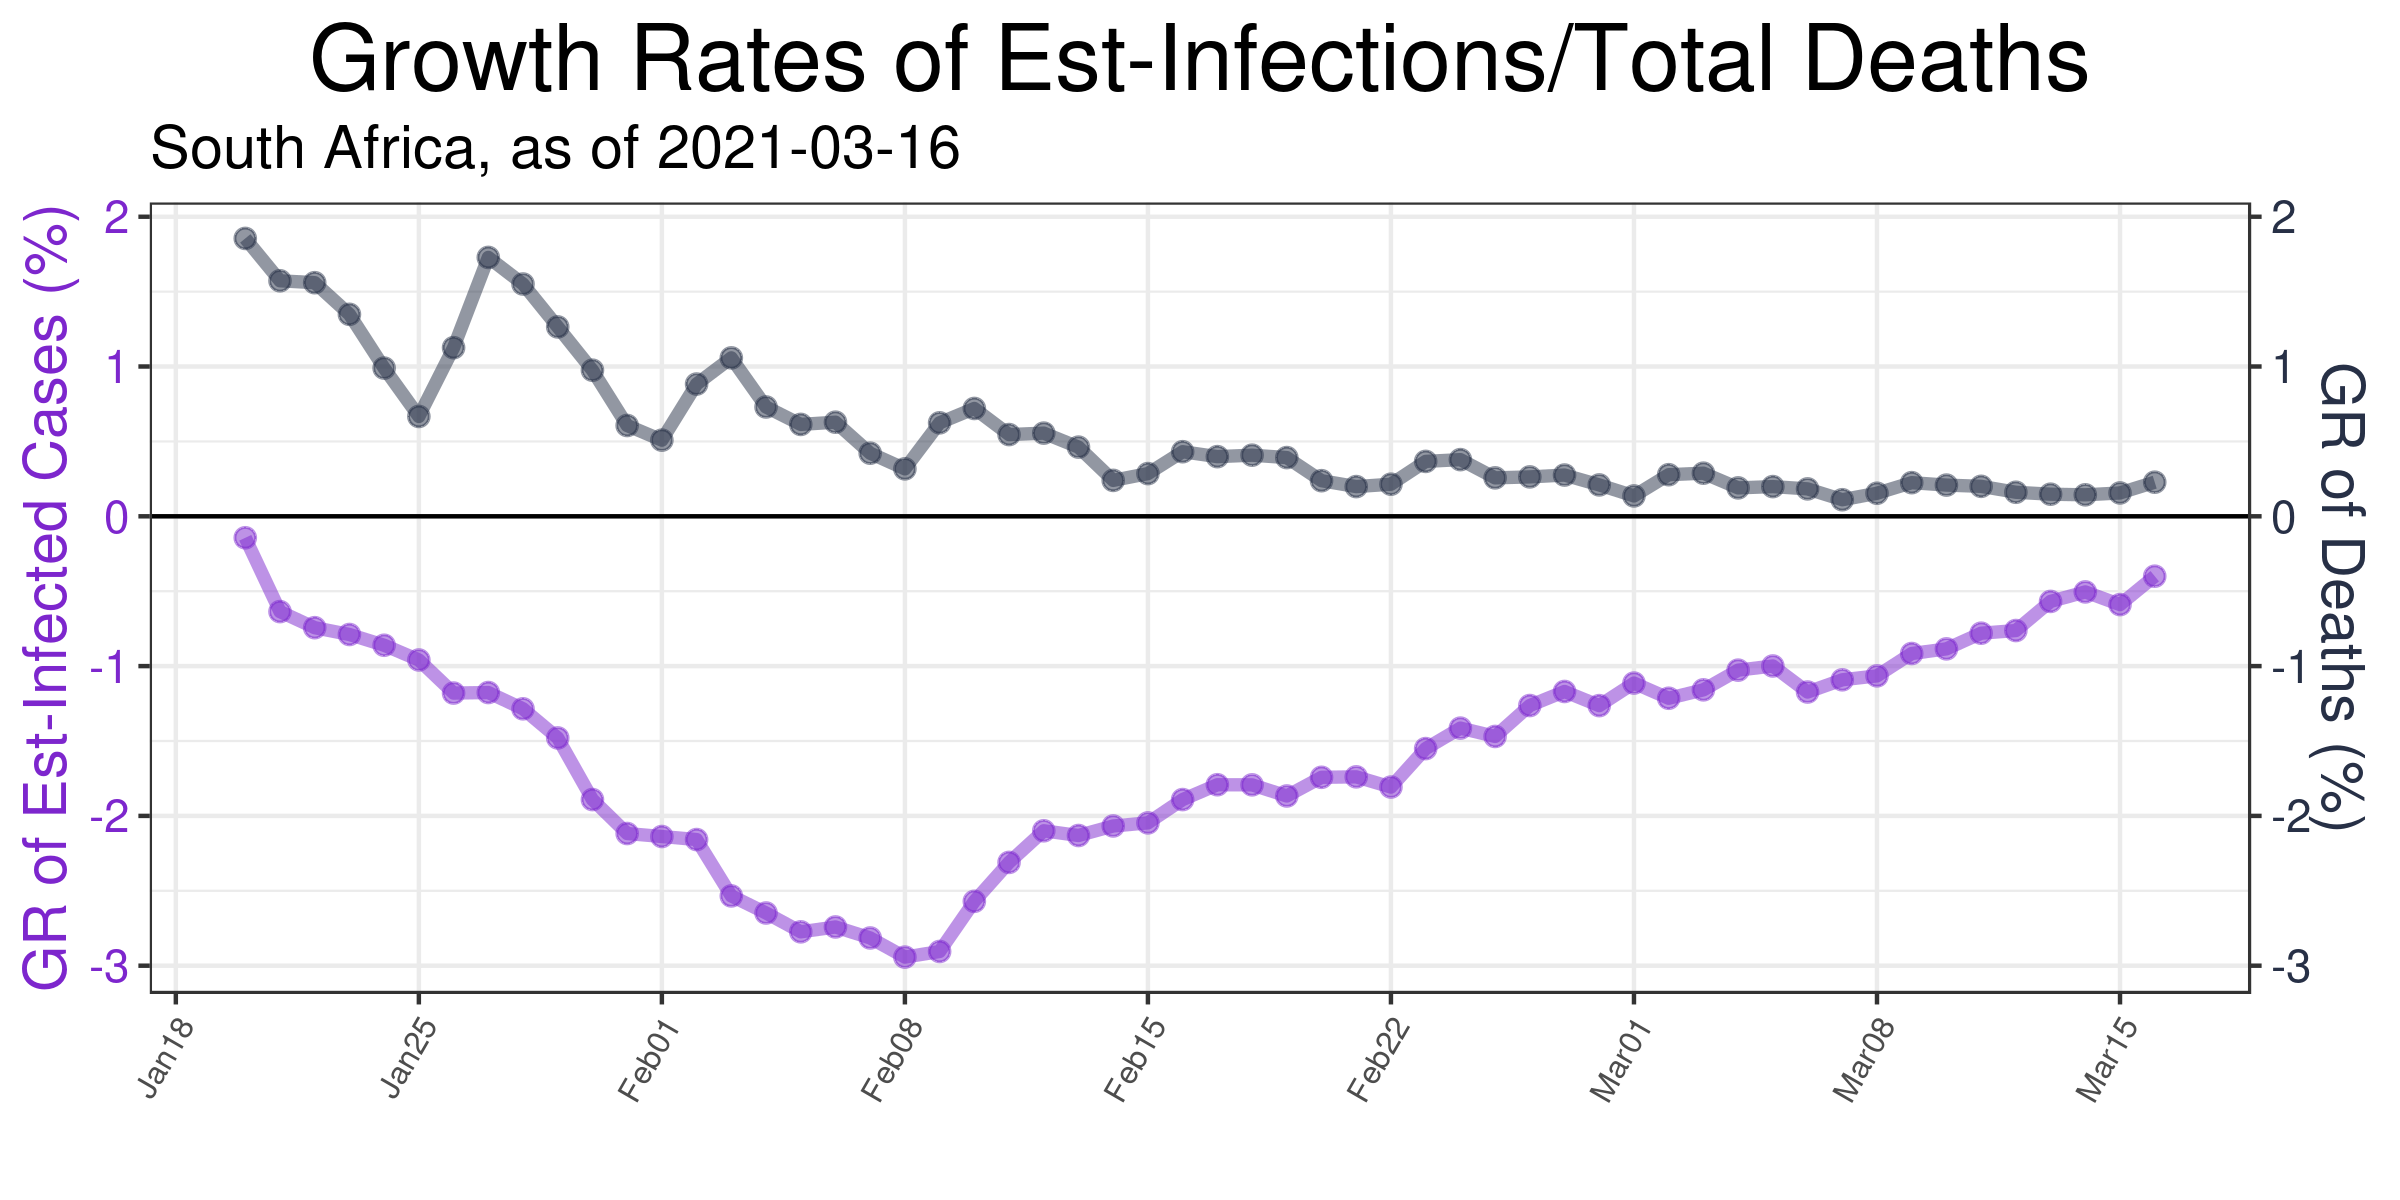 Growth Rates of Est-Infections/Total Deaths
South Africa, as of 2021-03-16
GR of Est-Infected Cases (%)
2
1
0
-1
-2
-3
2
1
0
-1
-2
-3
GR of Deaths (%)
Jan18
Jan25
Feb01
Feb08
Feb15
Feb22
Mar01
Mar08
Mar15